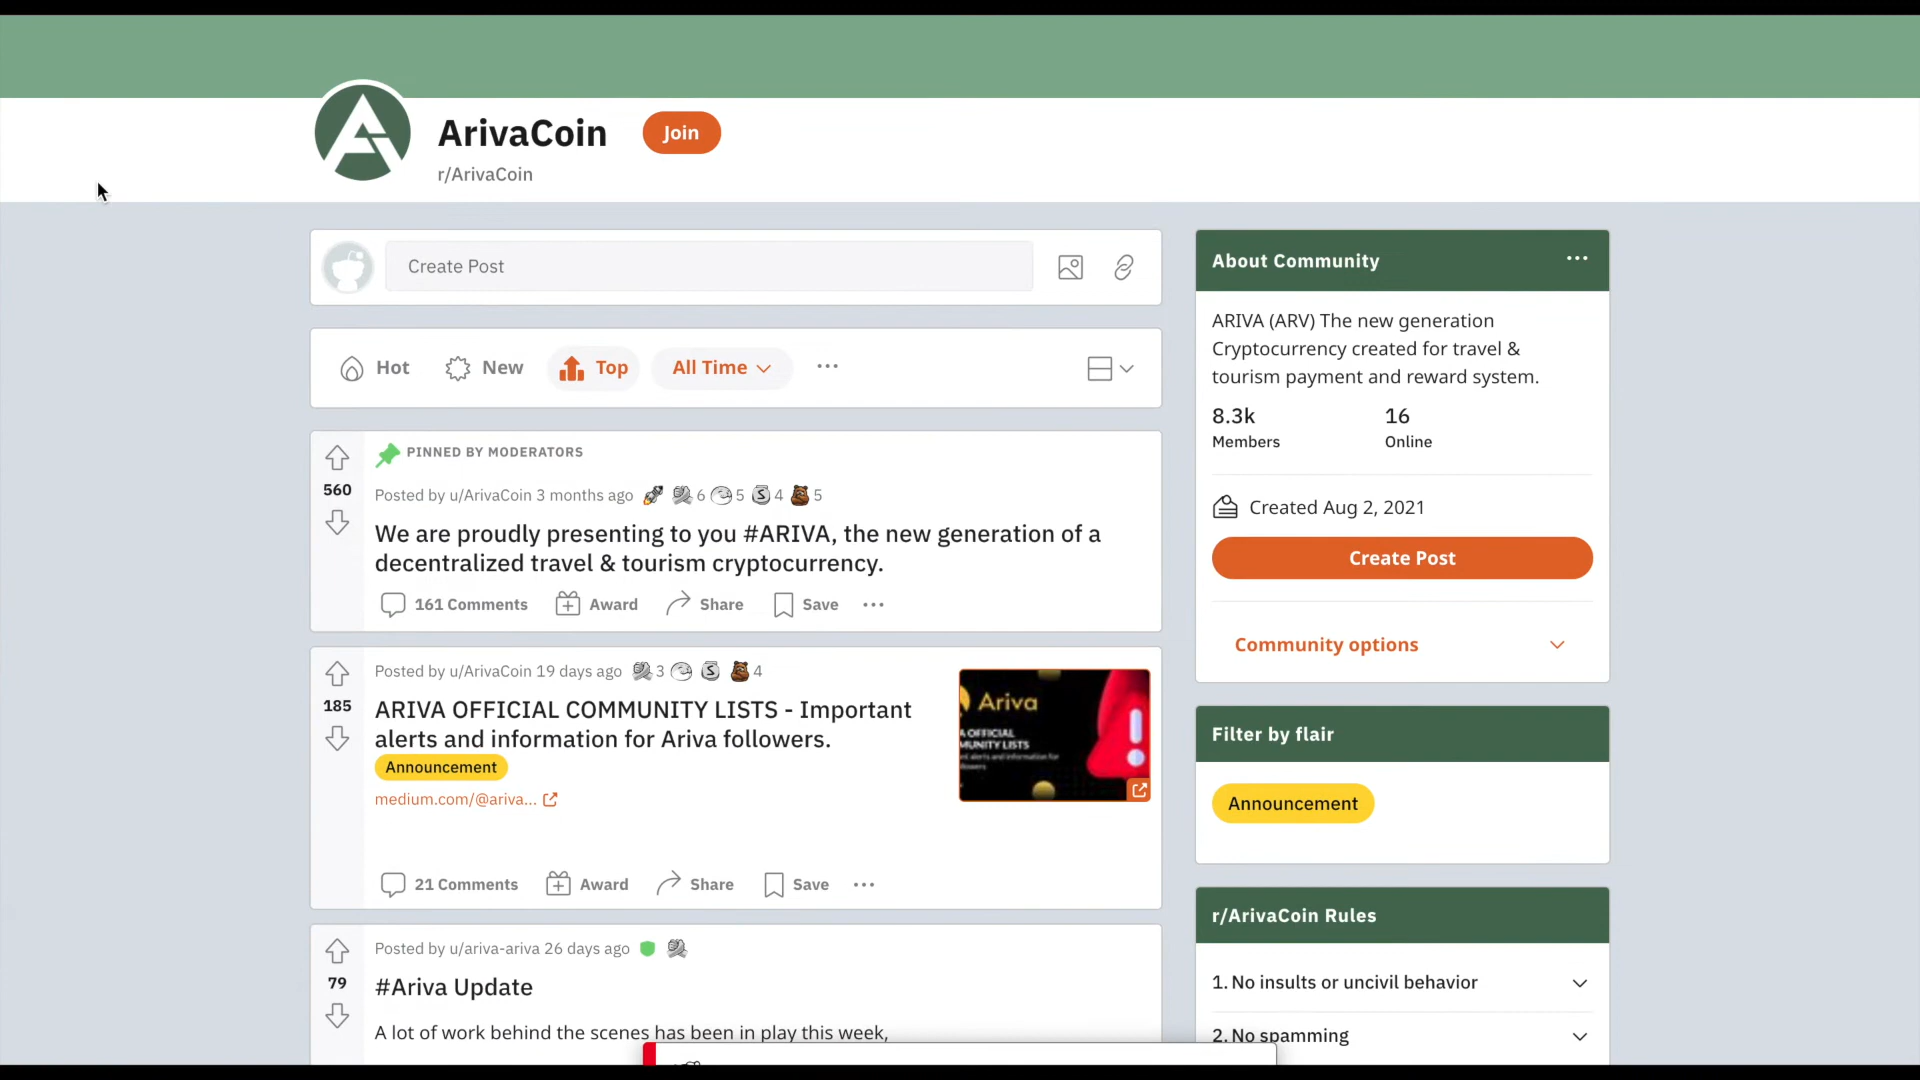 ArivaCoin
Join
r/ArivaCoin
Create Post
Hot
New
Top
All Time
PINNED BY MODERATORS
560
Posted by u/ArivaCoin 3 months ago 6 5 4 5
We are proudly presenting to you #ARIVA, the new generation of a
decentralized travel & tourism cryptocurrency.
161 Comments
Award
Share
Save
Posted by u/ArivaCoin 19 days ago 3 4
185
ARIVA OFFICIAL COMMUNITY LISTS - Important
alerts and information for Ariva followers.
Announcement
medium.com/@ariva...
Ariva
A OFFICIAL
MUNITY LISTS
21 Comments
Award
Share
Save
Posted by u/ariva-ariva 26 days ago
79
#Ariva Update
A lot of work behind the scenes has been in play this week,
About Community
ARIVA (ARV) The new generation
Cryptocurrency created for travel &
tourism payment and reward system.
8.3k
16
Members
Online
Created Aug 2, 2021
Create Post
Community options
Filter by flair
Announcement
r/ArivaCoin Rules
1. No insults or uncivil behavior
2. No spamming